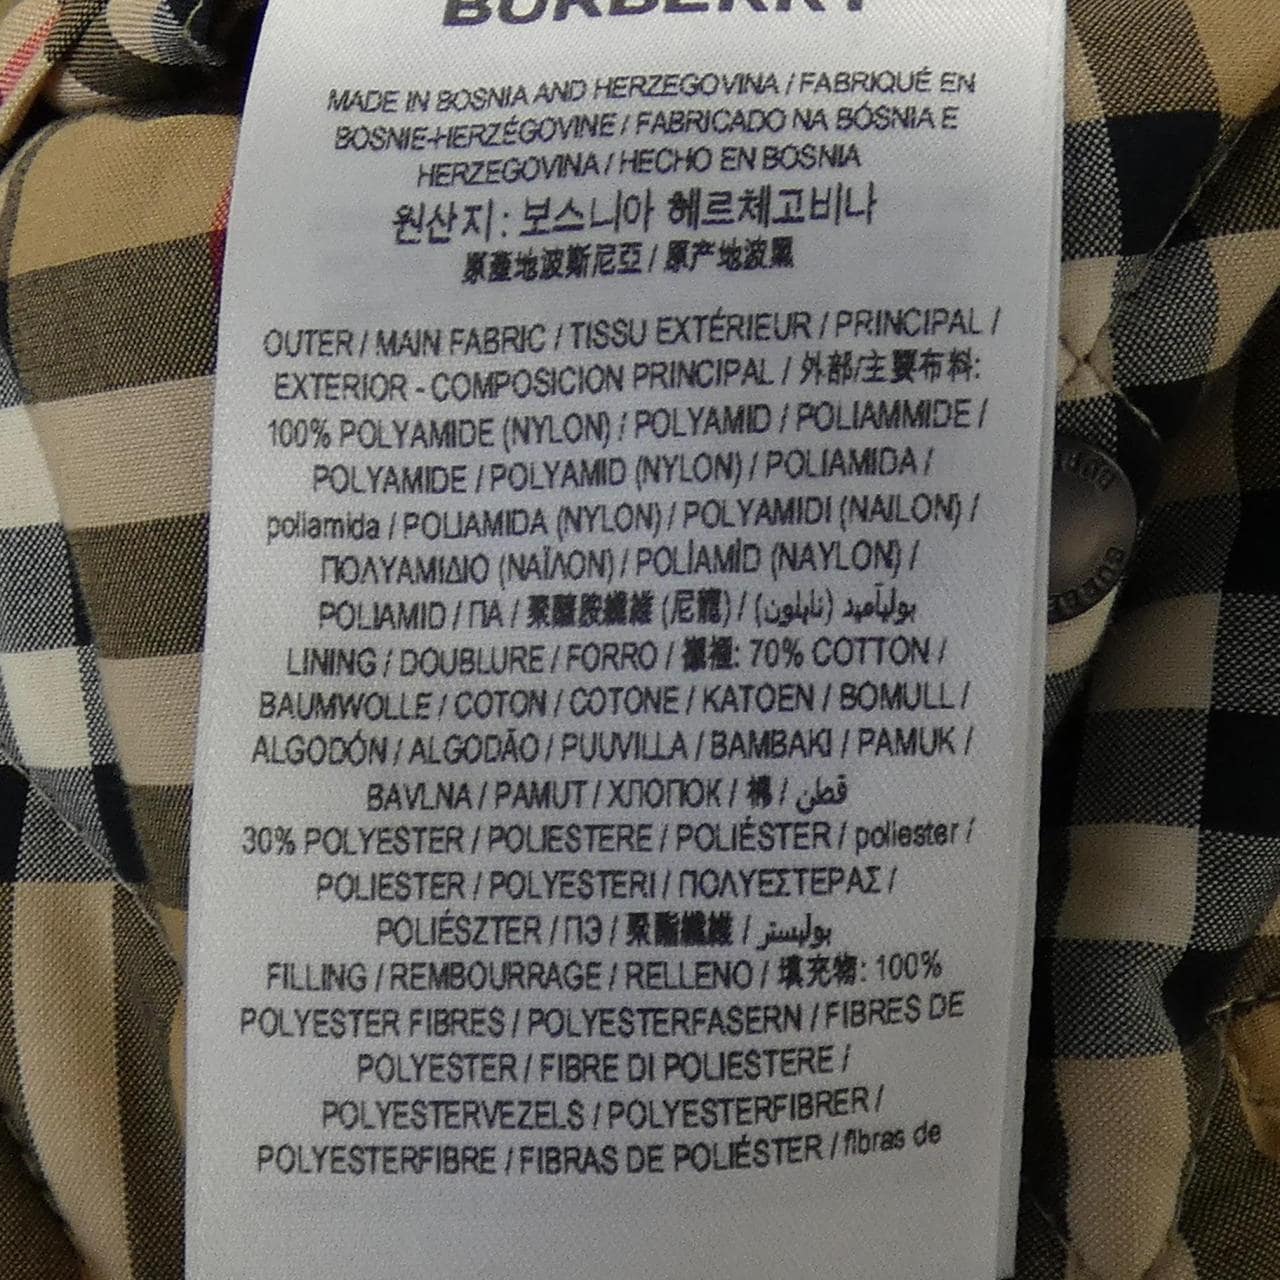 BURBERRY
MADE IN BOSNIA AND HERZEGOVINA / FABRIQUÉ EN
BOSNIE-HERZÉGOVINE / FABRICADO NA BÓSNIA E
HERZEGOVINA / HECHO EN BOSNIA
원산지 : 보스니아 헤르체고비나
原產地波斯尼亞 / 原产地波黑
OUTER / MAIN FABRIC / TISSU EXTÉRIEUR / PRINCIPAL /
EXTERIOR - COMPOSICION PRINCIPAL / 外部/主要布料:
100% POLYAMIDE (NYLON) / POLYAMID / POLIAMMIDE /
POLYAMIDE / POLYAMID (NYLON) / POLIAMIDA /
poliamida / POLIAMIDA (NYLON) / POLYAMIDI (NAILON) /
ΠΟΛΥΑΜΙΔΙΟ (ΝΑΪΛΟΝ) / POLİAMİD (NAYLON) /
POLIAMID / ПА / 聚醯胺纖維 (尼龍) / بوليآميد (نايلون)
LINING / DOUBLURE / FORRO / 襯裡: 70% COTTON /
BAUMWOLLE / COTON / COTONE / KATOEN / BOMULL /
ALGODÓN / ALGODÃO / PUUVILLA / BAMBAKI / PAMUK /
BAVLNA / PAMUT / ХЛОПОК / 棉 / قطن
30% POLYESTER / POLIESTERE / POLIÉSTER / poliester /
POLIESTER / POLYESTERI / ΠΟΛΥΕΣΤΕΡΑΣ /
POLIÉSZTER / ПЭ / 聚酯纖維 / بوليستر
FILLING / REMBOURRAGE / RELLENO / 填充物: 100%
POLYESTER FIBRES / POLYESTERFASERN / FIBRES DE
POLYESTER / FIBRE DI POLIESTERE /
POLYESTERVEZELS / POLYESTERFIBRER /
POLYESTERFIBRE / FIBRAS DE POLIÉSTER / fibras de